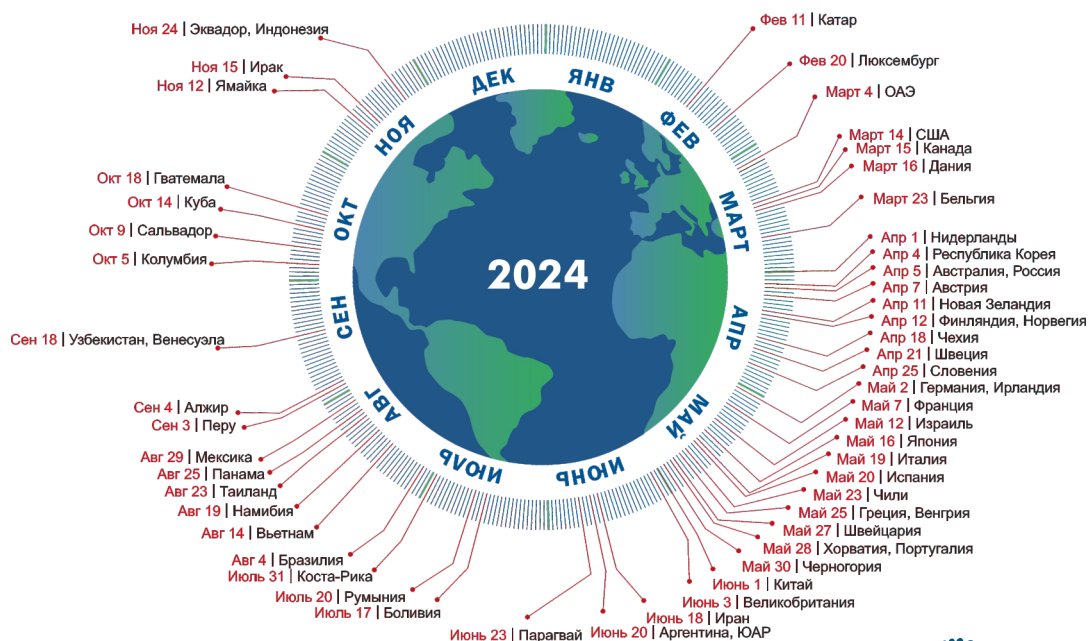 Ноя 24 | Эквадор, Индонезия
Ноя 15 | Ирак
Ноя 12 | Ямайка
Окт 18 | Гватемала
Окт 14 | Куба
Окт 9 | Сальвадор
Окт 5 | Колумбия
Сен 18 | Узбекистан, Венесуэла
Сен 4 | Алжир
Сен 3 | Перу
Авг 29 | Мексика
Авг 25 | Панама
Авг 23 | Таиланд
Авг 19 | Намибия
Авг 14 | Вьетнам
Авг 4 | Бразилия
Июль 31 | Коста-Рика
Июль 20 | Румыния
Июль 17 | Боливия
ЯНВ
ФЕВ
МАРТ
АПР
МАЙ
ИЮНЬ
ИЮЛЬ
АВГ
СЕН
ОКТ
НОЯ
ДЕК
2024
Фев 11 | Катар
Фев 20 | Люксембург
Март 4 | ОАЭ
Март 14 | США
Март 15 | Канада
Март 16 | Дания
Март 23 | Бельгия
Апр 1 | Нидерланды
Апр 4 | Республика Корея
Апр 5 | Австралия, Россия
Апр 7 | Австрия
Апр 11 | Новая Зеландия
Апр 12 | Финляндия, Норвегия
Апр 18 | Чехия
Апр 21 | Швеция
Апр 25 | Словения
Май 2 | Германия, Ирландия
Май 7 | Франция
Май 12 | Израиль
Май 16 | Япония
Май 19 | Италия
Май 20 | Испания
Май 23 | Чили
Май 25 | Греция, Венгрия
Май 27 | Швейцария
Май 28 | Хорватия, Португалия
Май 30 | Черногория
Июнь 1 | Китай
Июнь 3 | Великобритания
Июнь 18 | Иран
Июнь 20 | Аргентина, ЮАР
Июнь 23 | Парагвай